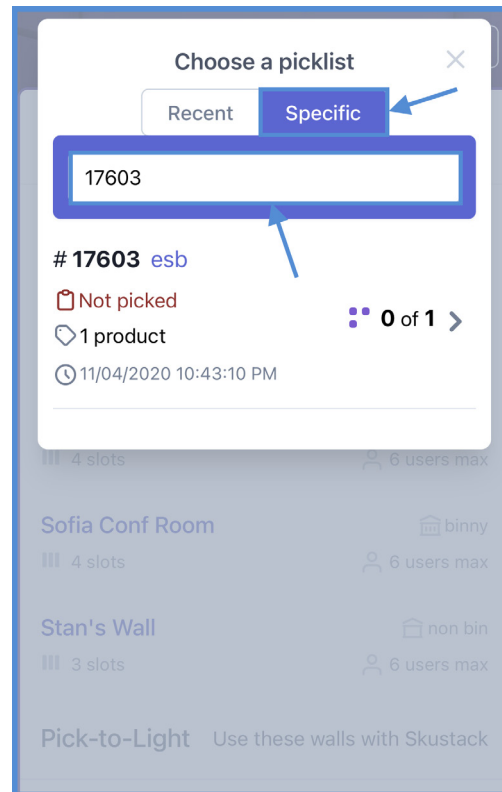 Choose a picklist
Recent Specific
17603
# 17603 esb
Not picked
1 product
0 of 1
11/04/2020 10:43:10 PM
4 slots 6 users max
Sofia Conf Room binny
4 slots 6 users max
Stan's Wall non bin
3 slots 6 users max
Pick-to-Light Use these walls with Skustack